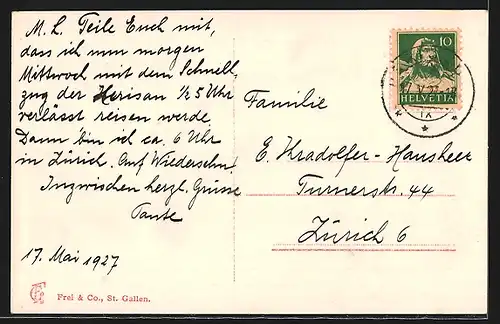 M. L. Teile Euch mit,
dass ich nun morgen
Mittwoch mit dem Schnell,
zug der Herisau ½ 5 Uhr
verlässt reisen werde
Dann bin ich ca. 6 Uhr
in Zürich. Auf Wiedersehn!
Inzwischen herzl. Grüsse
Tante
17. Mai 1927
Frei & Co., St. Gallen.
10
HELVETIA
IX
Familie
E. Kradolfer-Hausheer
Turnerstr. 44
Zürich 6